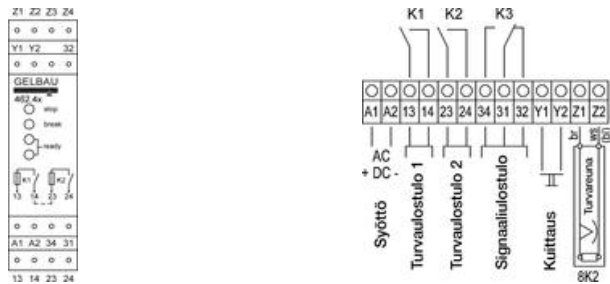 Z1 Z2 Z3 Z4
Y1 Y2 32
GELBAU
462.4x
stop
break
ready
K1 K2
13 14 23 24
A1 A2 34 31
13 14 23 24
K1 K2 K3
A1 A2 13 14 23 24 34 31 32 Y1 Y2 Z1 Z2
AC
+ DC -
Syöttö
Turvaulostulo 1
Turvaulostulo 2
Signaaliulostulo
Kuittaus
br
ws
Turvareuna
8K2